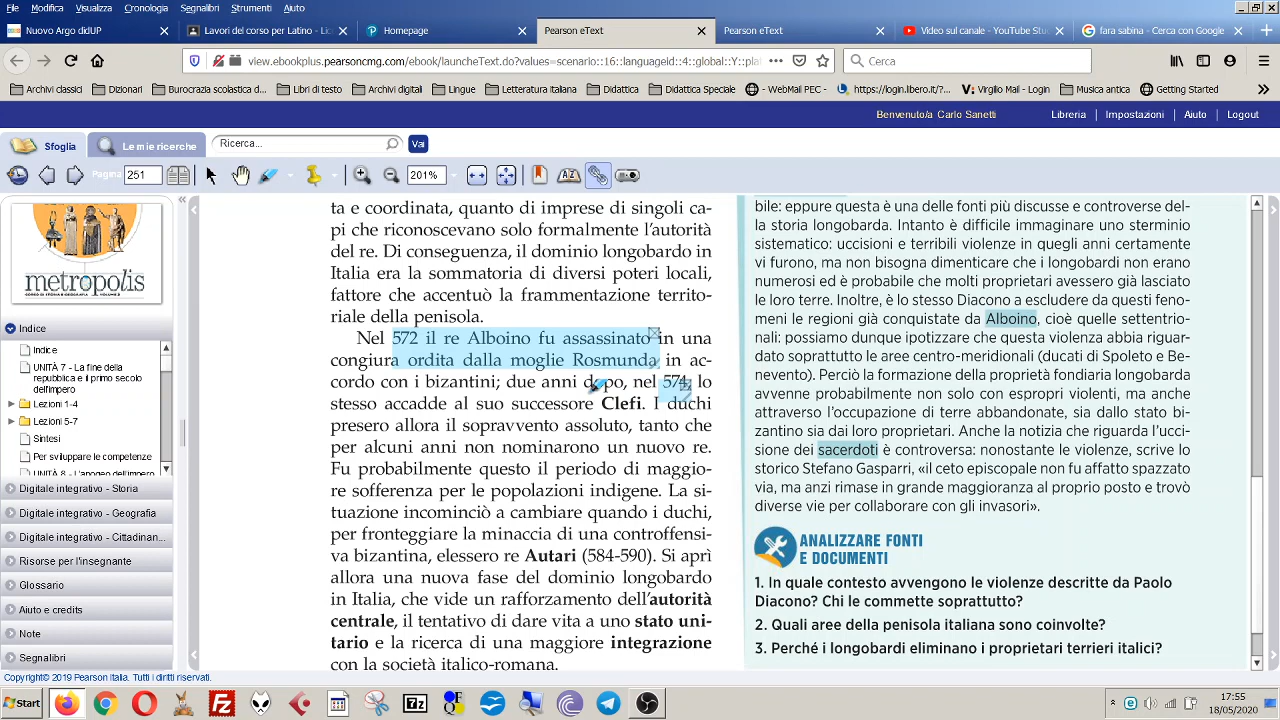 File Modifica Visualizza Cronologia Segnalibri Strumenti Aiuto
Nuovo Argo didUP
Lavori del corso per Latino - Lic
Homepage
Pearson eText
Pearson eText
Video sul canale - YouTube Stu
fara sabina - Cerca con Google
view.ebookplus.pearsoncmg.com/ebook/launcheText.do?values=scenario::16::languageid::4::global::Y::pla
Cerca
Archivi classici Dizionari Burocrazia scolastica d... Libri di testo Archivi digitali Lingue Letteratura italiana Didattica Didattica Speciale - WebMail PEC - https://login.libero.it/?... Virgilio Mail - Login Musica antica Getting Started
Benvenuto/a Carlo Sanetti Libreria Impostazioni Aiuto Logout
Sfoglia
Le mie ricerche
Ricerca...
Vai
Pagina 251
201%
metropolis
Indice
Indice
UNITÀ 7 - La fine della
repubblica e il primo secolo
dell'impero
Lezioni 1-4
Lezioni 5-7
Sintesi
Per sviluppare le competenze
UNITÀ 8 - L'apogeo dell'impero
Digitale integrativo - Storia
Digitale integrativo - Geografia
Digitale integrativo - Cittadinan...
Risorse per l'insegnante
Glossario
Aiuto e crediti
Note
Segnalibri
ta e coordinata, quanto di imprese di singoli ca-
pi che riconoscevano solo formalmente l'autorità
del re. Di conseguenza, il dominio longobardo in
Italia era la sommatoria di diversi poteri locali,
fattore che accentuò la frammentazione territo-
riale della penisola.
Nel 572 il re Alboino fu assassinato in una
congiura ordita dalla moglie Rosmunda in ac-
cordo con i bizantini; due anni dopo, nel 574, lo
stesso accadde al suo successore Clefi. I duchi
presero allora il sopravvento assoluto, tanto che
per alcuni anni non nominarono un nuovo re.
Fu probabilmente questo il periodo di maggio-
re sofferenza per le popolazioni indigene. La si-
tuazione incominciò a cambiare quando i duchi,
per fronteggiare la minaccia di una controffensi-
va bizantina, elessero re Autari (584-590). Si aprì
allora una nuova fase del dominio longobardo
in Italia, che vide un rafforzamento dell'autorità
centrale, il tentativo di dare vita a uno stato uni-
tario e la ricerca di una maggiore integrazione
con la società italico-romana.
bile: eppure questa è una delle fonti più discusse e controverse del-
la storia longobarda. Intanto è difficile immaginare uno sterminio
sistematico: uccisioni e terribili violenze in quegli anni certamente
vi furono, ma non bisogna dimenticare che i longobardi non erano
numerosi ed è probabile che molti proprietari avessero già lasciato
le loro terre. Inoltre, è lo stesso Diacono a escludere da questi feno-
meni le regioni già conquistate da Alboino, cioè quelle settentrio-
nali: possiamo dunque ipotizzare che questa violenza abbia riguar-
dato soprattutto le aree centro-meridionali (ducati di Spoleto e Be-
nevento). Perciò la formazione della proprietà fondiaria longobarda
avvenne probabilmente non solo con espropri violenti, ma anche
attraverso l'occupazione di terre abbandonate, sia dallo stato bi-
zantino sia dai loro proprietari. Anche la notizia che riguarda l'ucci-
sione dei sacerdoti è controversa: nonostante le violenze, scrive lo
storico Stefano Gasparri, «il ceto episcopale non fu affatto spazzato
via, ma anzi rimase in grande maggioranza al proprio posto e trovò
diverse vie per collaborare con gli invasori».
ANALIZZARE FONTI
E DOCUMENTI
1. In quale contesto avvengono le violenze descritte da Paolo
Diacono? Chi le commette soprattutto?
2. Quali aree della penisola italiana sono coinvolte?
3. Perché i longobardi eliminano i proprietari terrieri italici?
Copyright© 2019 Pearson Italia. Tutti i diritti riservati.
Start
17:55
18/05/2020